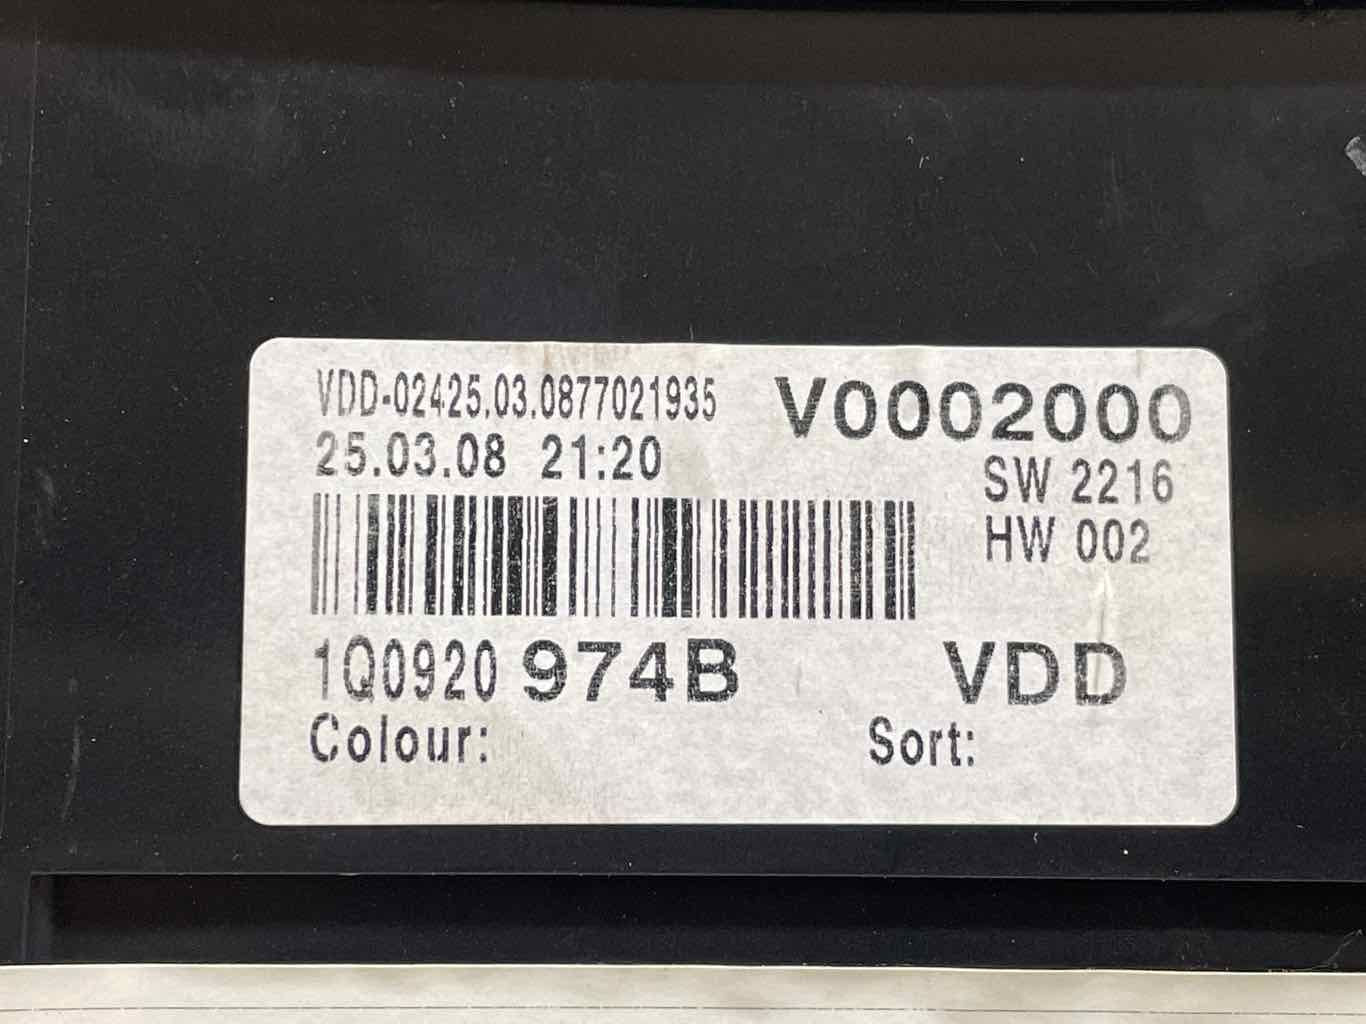 VDD-02425.03.0877021935 V0002000
25.03.08 21:20
SW 2216
HW 002
1Q0920 974B VDD
Colour: Sort: